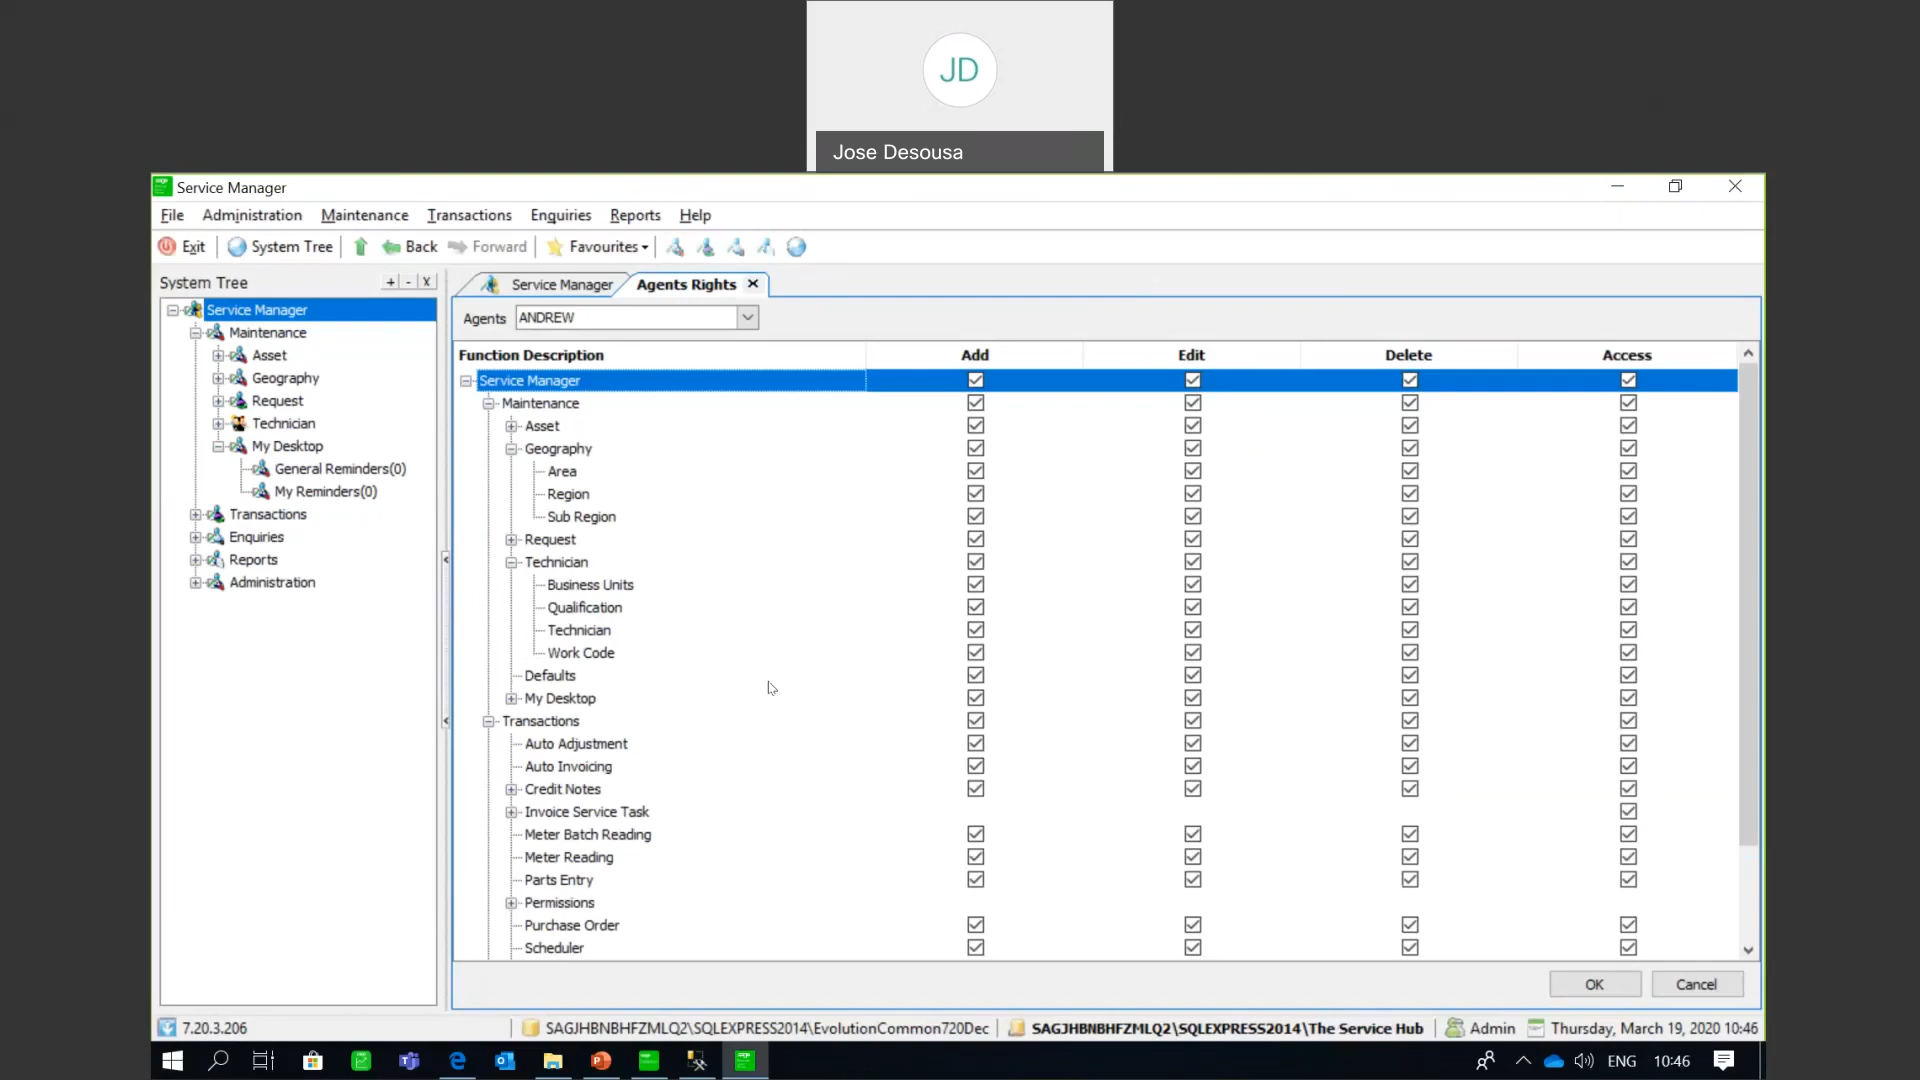 JD
Jose Desousa
Service Manager
File Administration Maintenance Transactions Enquiries Reports Help
Exit System Tree Back Forward Favourites
System Tree + - X
Service Manager
Maintenance
Asset
Geography
Request
Technician
My Desktop
General Reminders(0)
My Reminders(0)
Transactions
Enquiries
Reports
Administration
Service Manager Agents Rights
Agents ANDREW
Function Description Add Edit Delete Access
Service Manager
Maintenance
Asset
Geography
Area
Region
Sub Region
Request
Technician
Business Units
Qualification
Technician
Work Code
Defaults
My Desktop
Transactions
Auto Adjustment
Auto Invoicing
Credit Notes
Invoice Service Task
Meter Batch Reading
Meter Reading
Parts Entry
Permissions
Purchase Order
Scheduler
OK Cancel
7.20.3.206 SAGJHBNBHFZMLQ2\SQLEXPRESS2014\EvolutionCommon720Dec SAGJHBNBHFZMLQ2\SQLEXPRESS2014\The Service Hub Admin Thursday, March 19, 2020 10:46
ENG 10:46